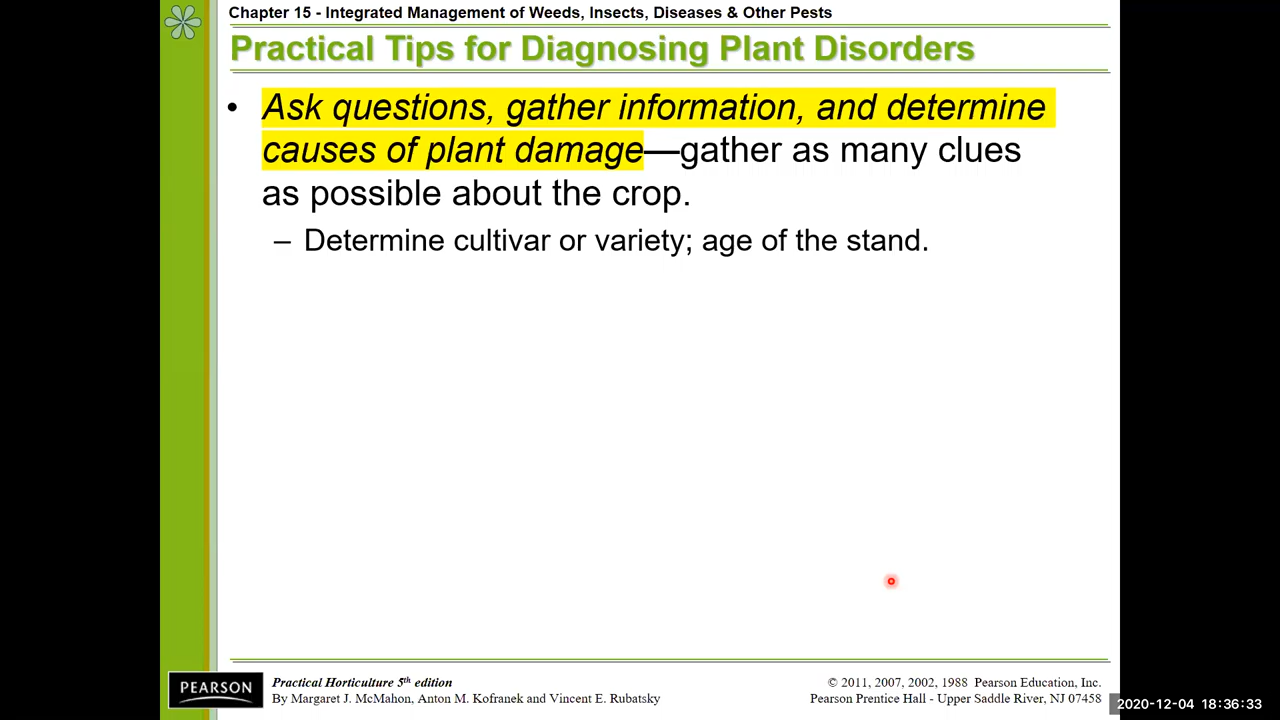 Chapter 15 - Integrated Management of Weeds, Insects, Diseases & Other Pests
Practical Tips for Diagnosing Plant Disorders
• Ask questions, gather information, and determine
causes of plant damage—gather as many clues
as possible about the crop.
– Determine cultivar or variety; age of the stand.
PEARSON
Practical Horticulture 5th edition
By Margaret J. McMahon, Anton M. Kofranek and Vincent E. Rubatsky
© 2011, 2007, 2002, 1988 Pearson Education, Inc.
Pearson Prentice Hall - Upper Saddle River, NJ 07458
2020-12-04 18:36:33